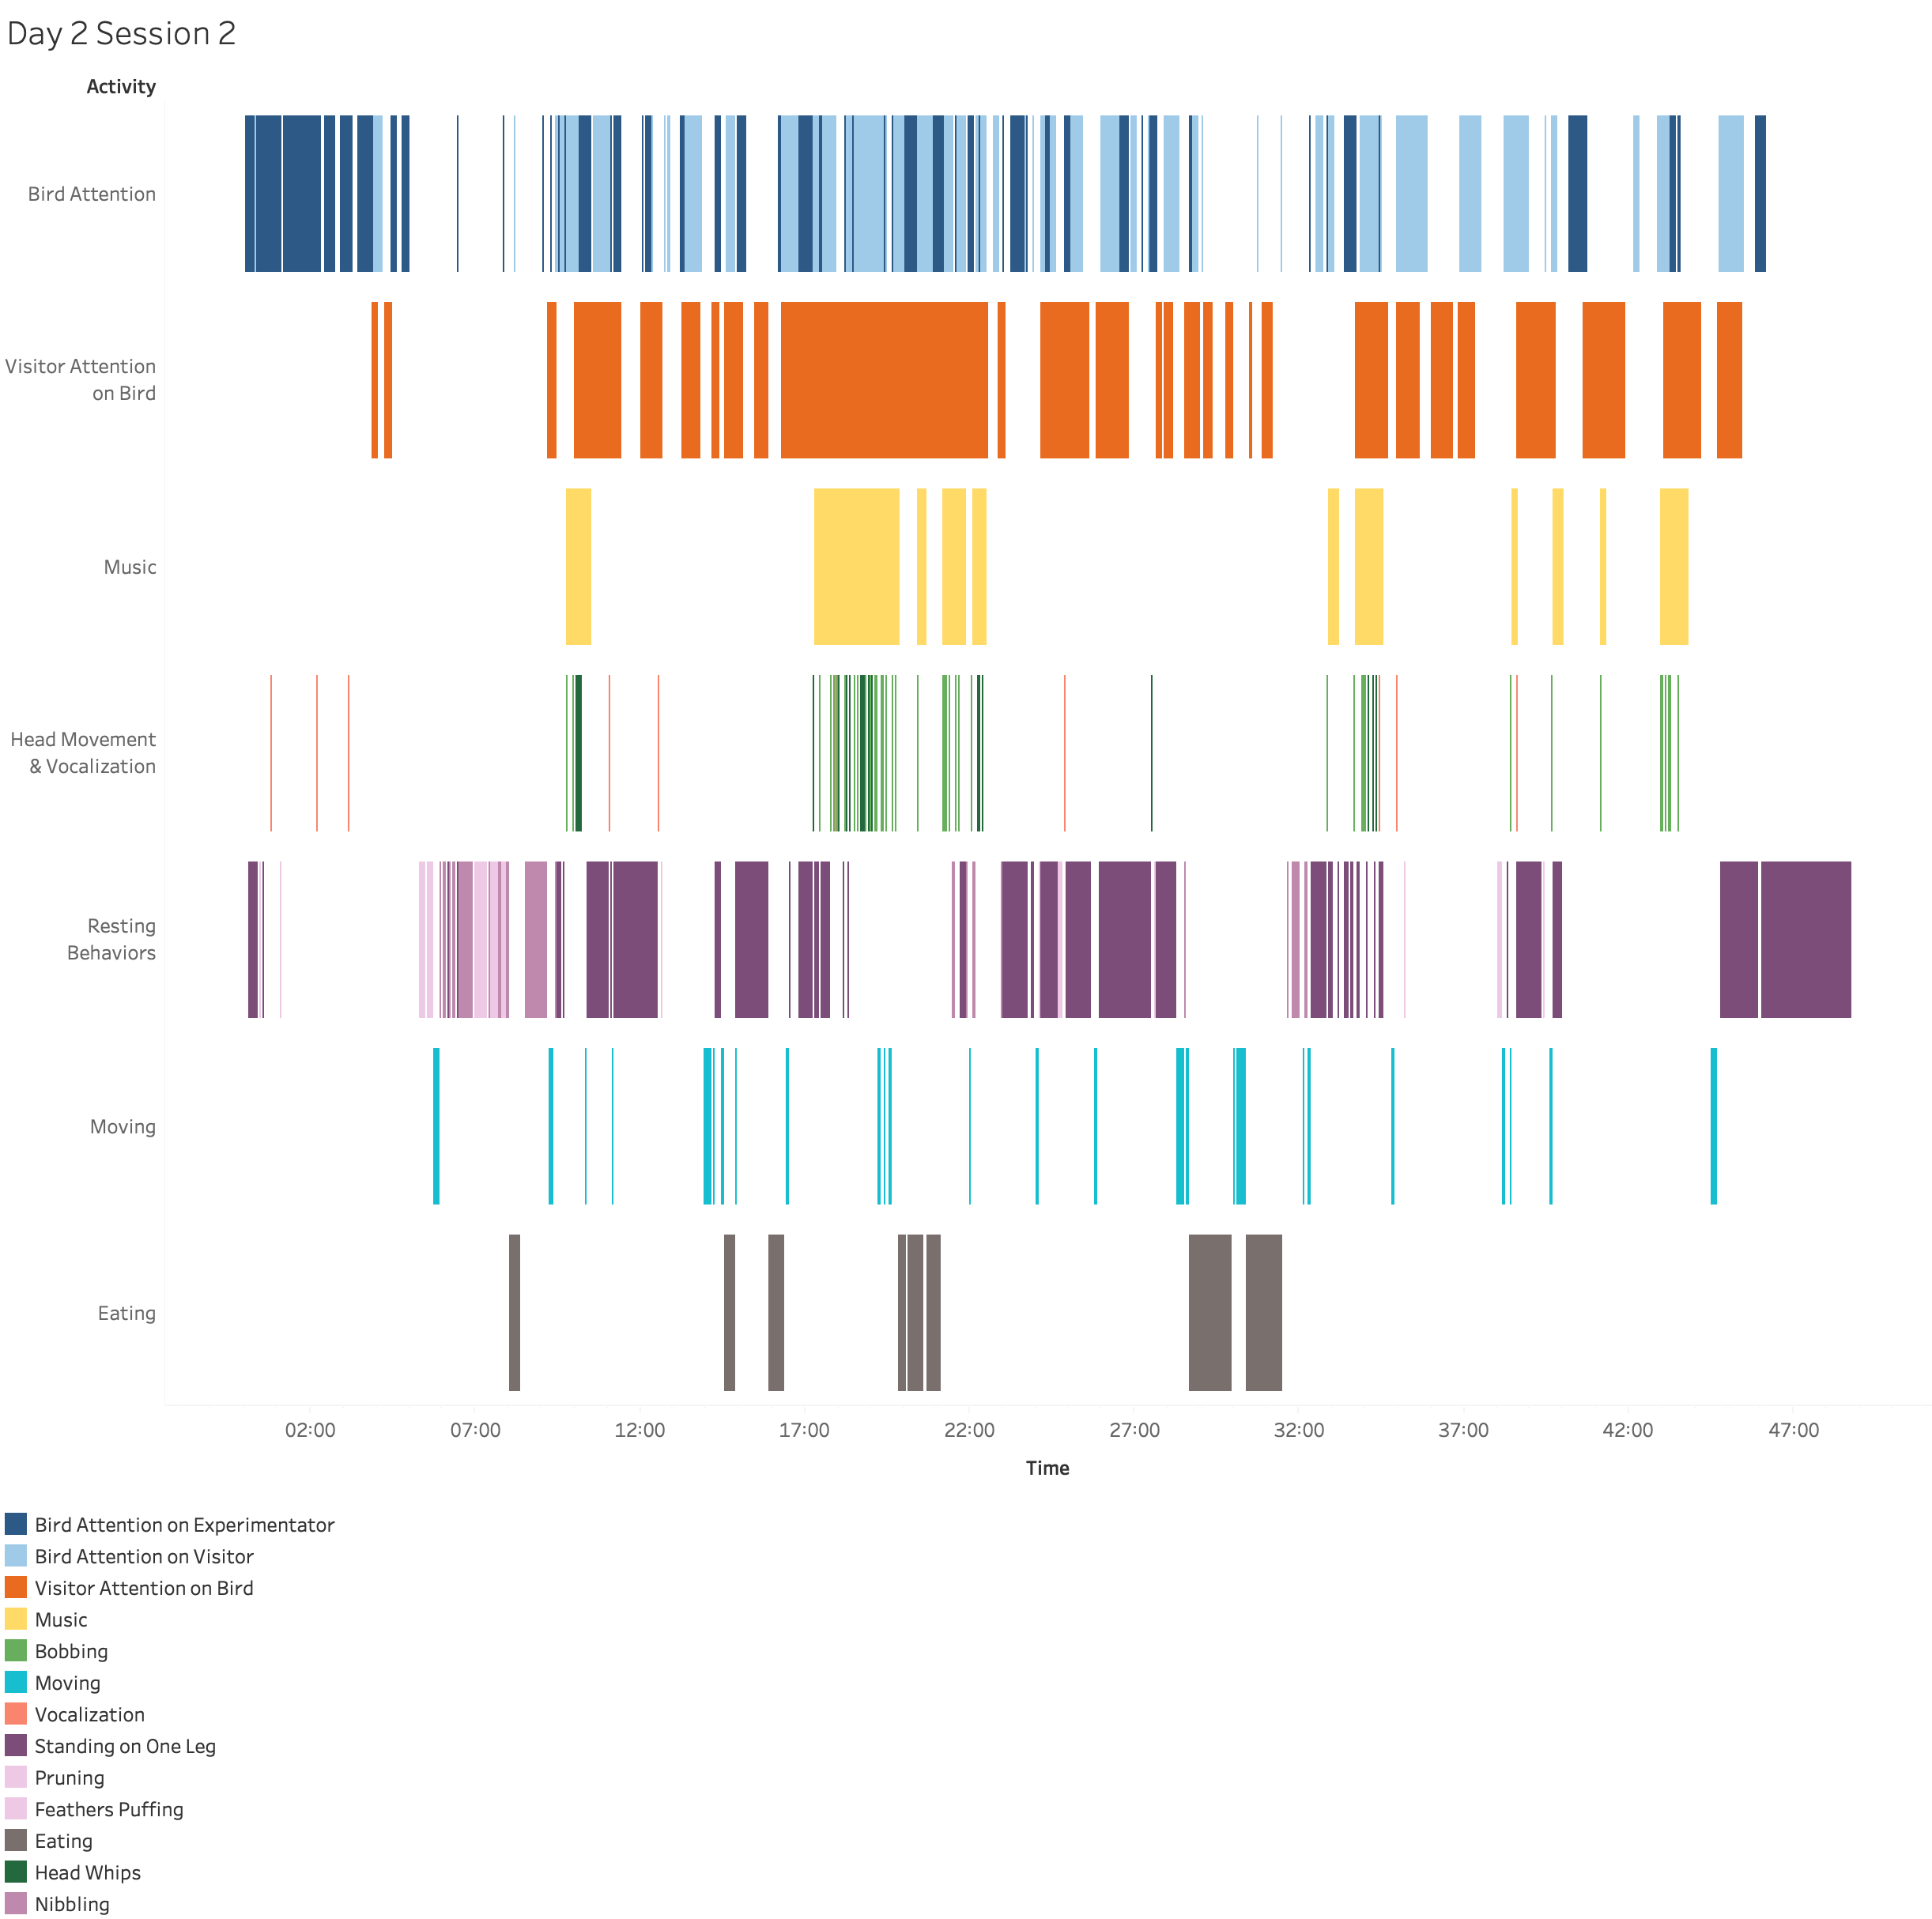 Day 2 Session 2
Activity
Bird Attention
Visitor Attention
on Bird
Music
Head Movement
& Vocalization
Resting
Behaviors
Moving
Eating
02:00 07:00 12:00 17:00 22:00 27:00 32:00 37:00 42:00 47:00
Time
Bird Attention on Experimentator
Bird Attention on Visitor
Visitor Attention on Bird
Music
Bobbing
Moving
Vocalization
Standing on One Leg
Pruning
Feathers Puffing
Eating
Head Whips
Nibbling